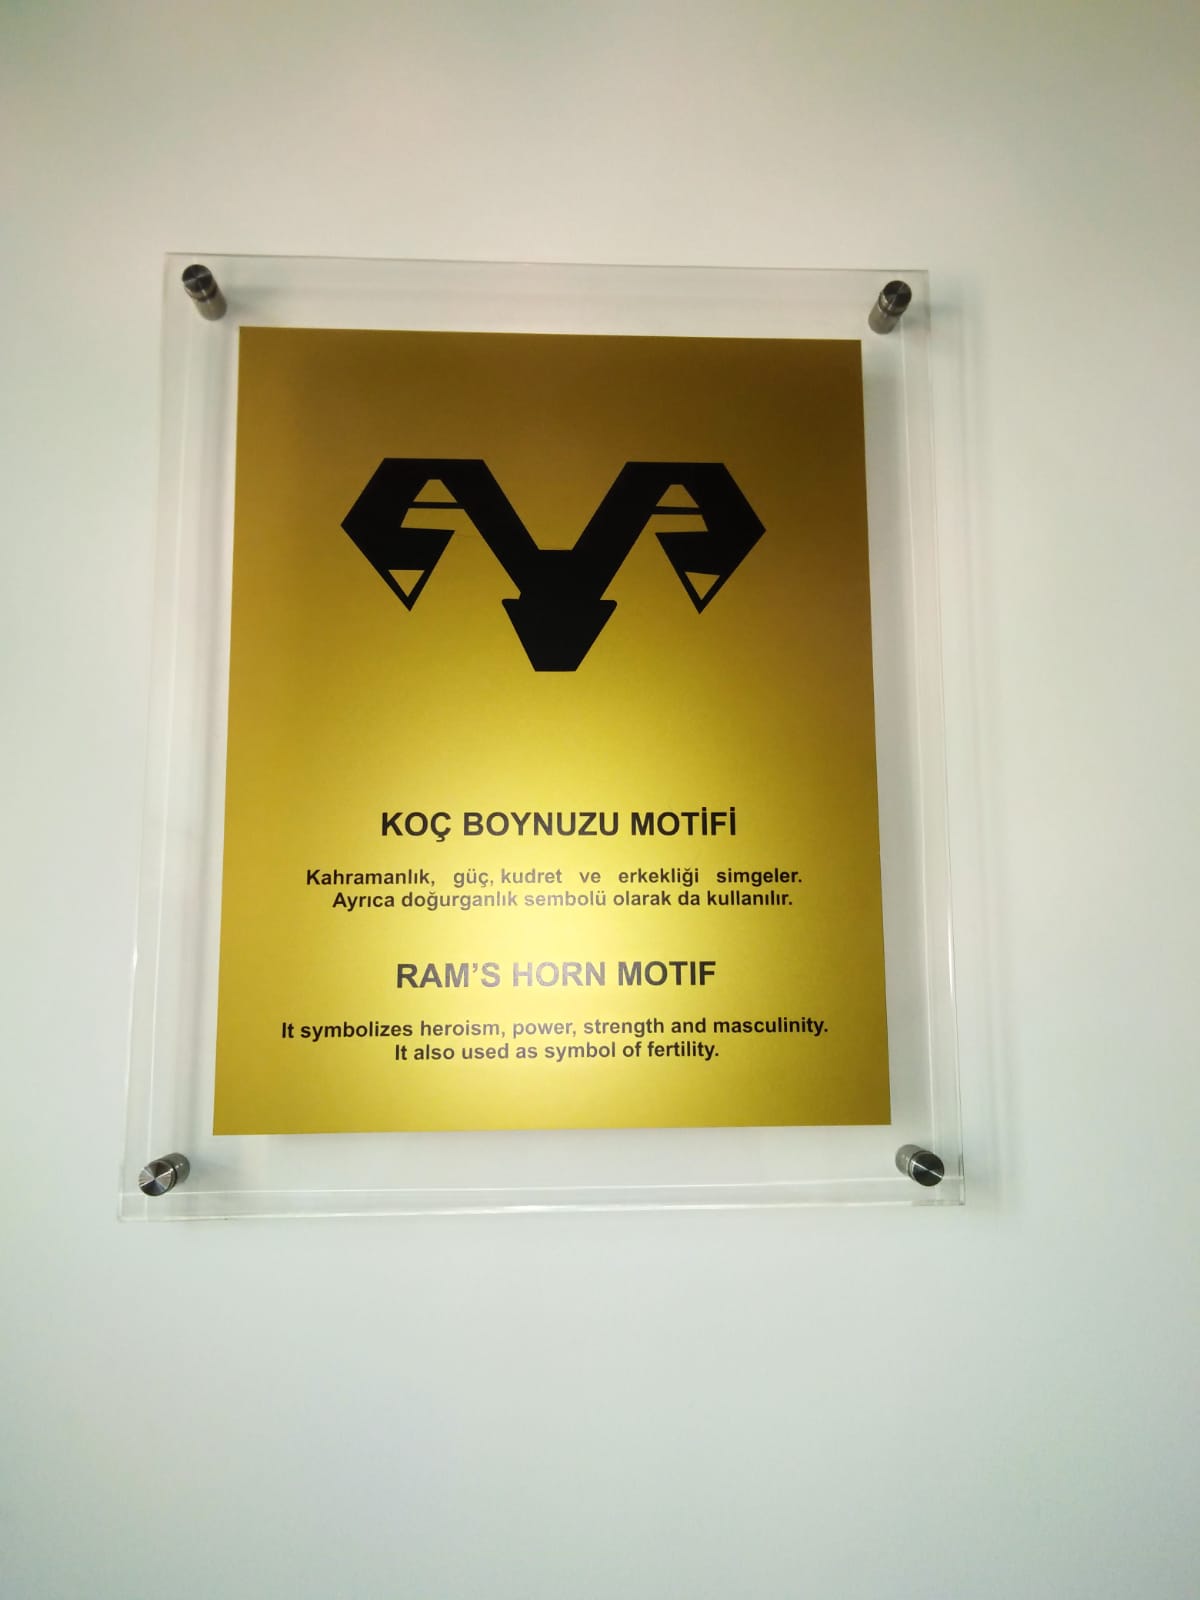 KOÇ BOYNUZU MOTİFİ
Kahramanlık, güç, kudret ve erkekliği simgeler.
Ayrıca doğurganlık sembolü olarak da kullanılır.
RAM'S HORN MOTIF
It symbolizes heroism, power, strength and masculinity.
It also used as symbol of fertility.